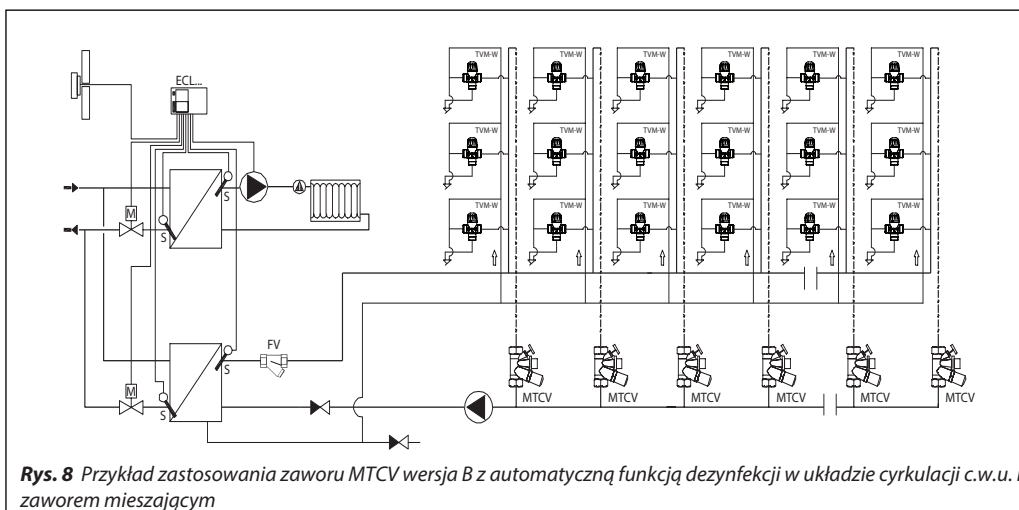 TVM-W TVM-W TVM-W TVM-W TVM-W TVM-W
ECL...
TVM-W TVM-W TVM-W TVM-W TVM-W TVM-W
S
M
S
TVM-W TVM-W TVM-W TVM-W TVM-W TVM-W
FV
S
M
S
MTCV MTCV MTCV MTCV MTCV MTCV
Rys. 8 Przykład zastosowania zaworu MTCV wersja B z automatyczną funkcją dezynfekcji w układzie cyrkulacji c.w.u.
zaworem mieszającym